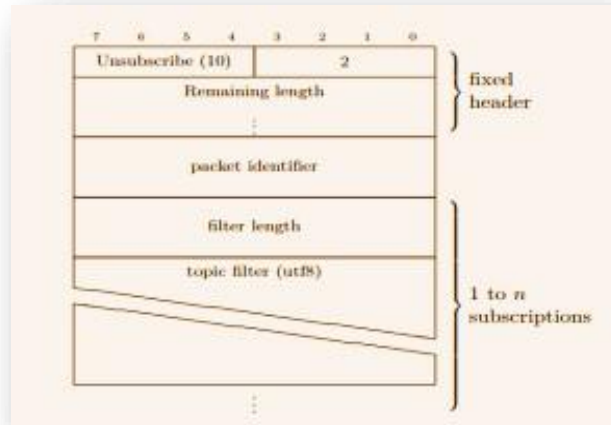 7 6 5 4 3 2 1 0
Unsubscribe (10) 2
Remaining length
fixed
header
packet identifier
filter length
topic filter (utf8)
1 to n
subscriptions